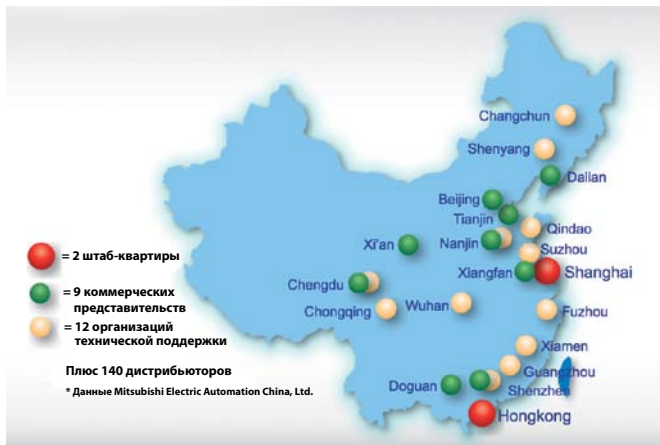 Changchun
Shenyang
Dalian
Beijing
Tianjin
Qindao
Xi'an
Nanjin
Suzhou
= 2 штаб-квартиры
Xiangfan
Shanghai
Chengdu
= 9 коммерческих
представительств
Chongqing
Wuhan
Fuzhou
= 12 организаций
технической поддержки
Xiamen
Плюс 140 дистрибьюторов
Guangzhou
Doguan
Shenzhen
* Данные Mitsubishi Electric Automation China, Ltd.
Hongkong